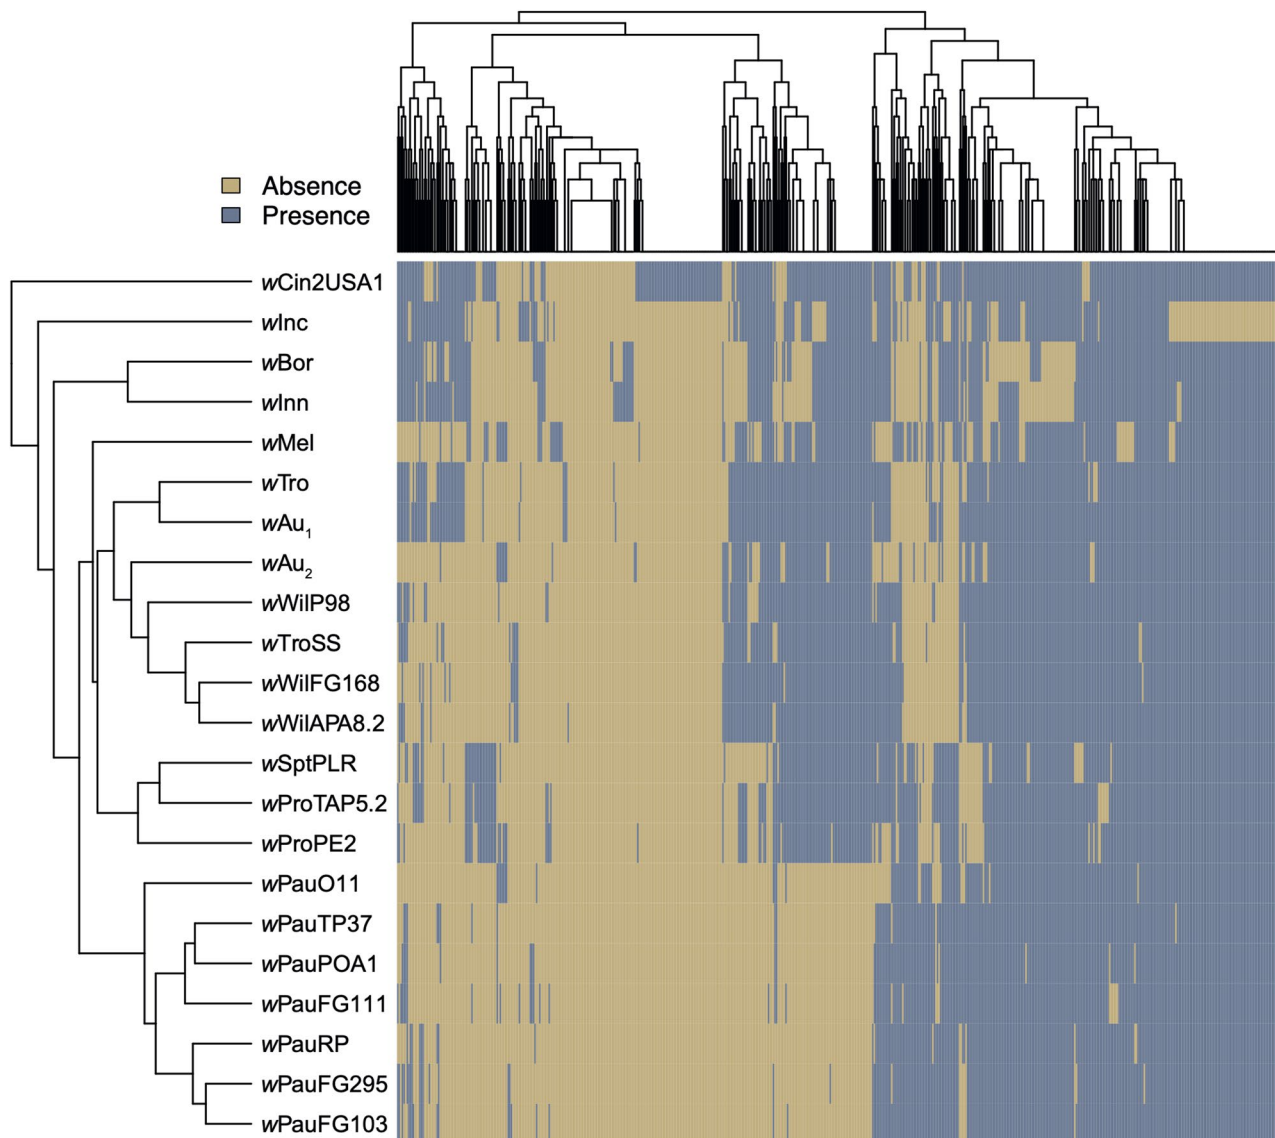 Absence
Presence
wCin2USA1
wInc
wBor
wInn
wMel
wTro
wAu1
wAu2
wWilP98
wTroSS
wWilFG168
wWilAPA8.2
wSptPLR
wProTAP5.2
wProPE2
wPauO11
wPauTP37
wPauPOA1
wPauFG111
wPauRP
wPauFG295
wPauFG103